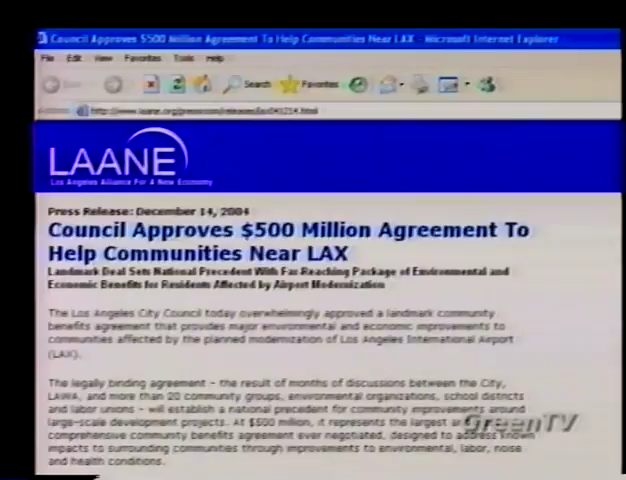 Council Approves $500 Million Agreement To Help Communities Near LAX - Microsoft Internet Explorer
File Edit View Favorites Tools Help
Search Favorites
LAANE
Los Angeles Alliance For A New Economy
Press Release: December 14, 2004
Council Approves $500 Million Agreement To
Help Communities Near LAX
Landmark Deal Sets National Precedent With Far-Reaching Package of Environmental and
Economic Benefits for Residents Affected by Airport Modernization
The Los Angeles City Council today overwhelmingly approved a landmark community
benefits agreement that provides major environmental and economic improvements to
communities affected by the planned modernization of Los Angeles International Airport
(LAX).
The legally binding agreement – the result of months of discussions between the City,
LAWA, and more than 20 community groups, environmental organizations, school districts
and labor unions – will establish a national precedent for community improvements around
large-scale development projects. At $500 million, it represents the largest
comprehensive community benefits agreement ever negotiated, designed to address known
impacts to surrounding communities through improvements to environmental, labor, noise
and health conditions.
GreenTV